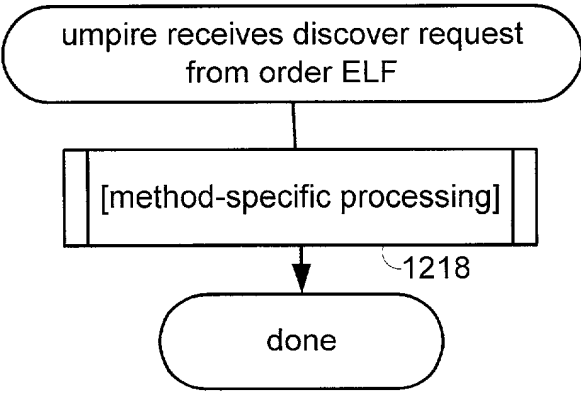 umpire receives discover request
from order ELF
[method-specific processing]
1218
done